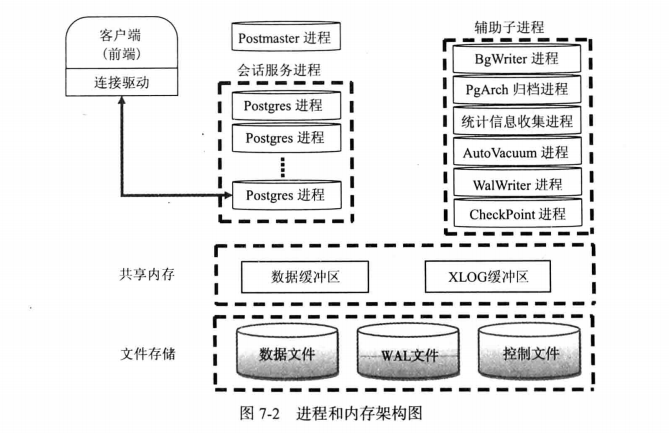 客户端
(前端)
连接驱动
Postmaster 进程
会话服务进程
Postgres 进程
Postgres 进程
Postgres 进程
辅助子进程
BgWriter 进程
PgArch 归档进程
统计信息收集进程
AutoVacuum 进程
WalWriter 进程
CheckPoint 进程
共享内存
数据缓冲区
XLOG缓冲区
文件存储
数据文件
WAL文件
控制文件
图 7-2 进程和内存架构图